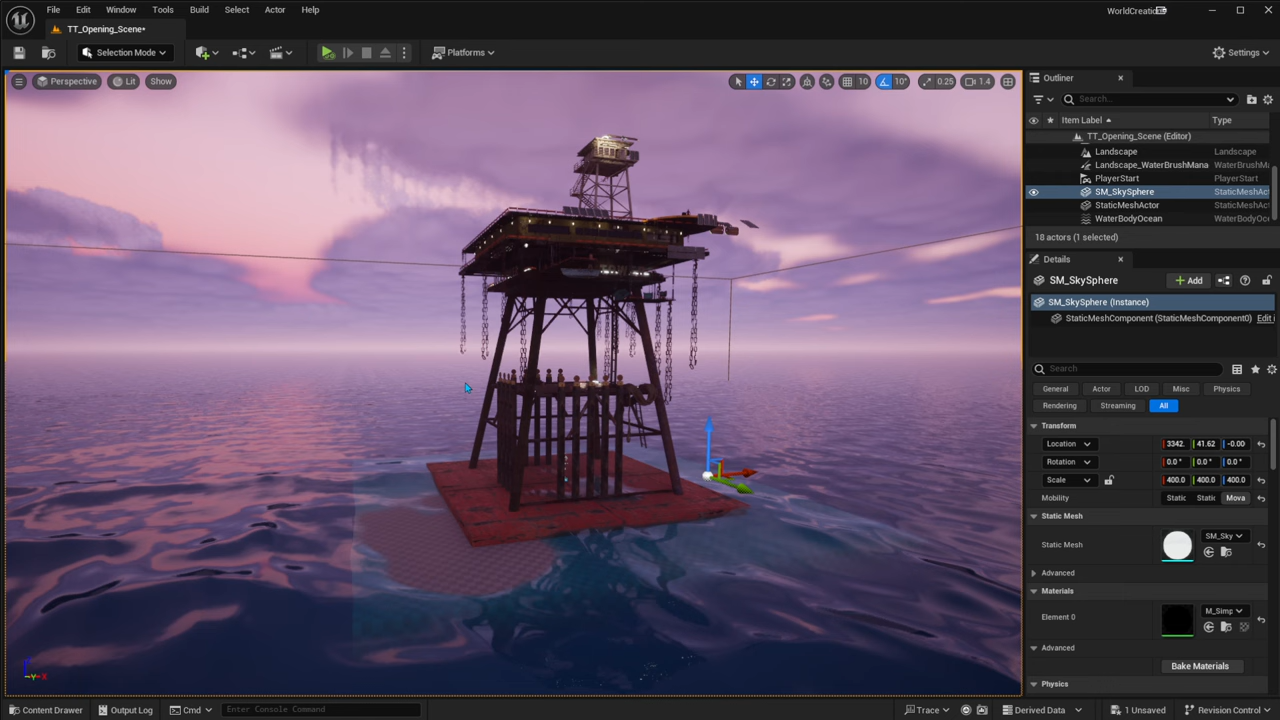 File Edit Window Tools Build Select Actor Help
WorldCreation
TT_Opening_Scene*
Selection Mode
Platforms
Settings
Perspective Lit Show
10 10° 0.25 1.4
Outliner
Search...
Item Label Type
TT_Opening_Scene (Editor)
Landscape Landscape
Landscape_WaterBrushMana WaterBrushMa
PlayerStart PlayerStart
SM_SkySphere StaticMeshAct
StaticMeshActor StaticMeshAct
WaterBodyOcean WaterBodyOc
18 actors (1 selected)
Details
SM_SkySphere
+ Add
SM_SkySphere (Instance)
StaticMeshComponent (StaticMeshComponent0) Edit i
Search
General Actor LOD Misc Physics
Rendering Streaming All
Transform
Location 3342. 41.62 -0.00
Rotation 0.0° 0.0° 0.0°
Scale 400.0 400.0 400.0
Mobility Static Static Mova
Static Mesh
Static Mesh SM_Sky
Advanced
Materials
Element 0 M_Simp
Advanced
Bake Materials
Physics
Content Drawer Output Log Cmd Enter Console Command Trace Derived Data 1 Unsaved Revision Control